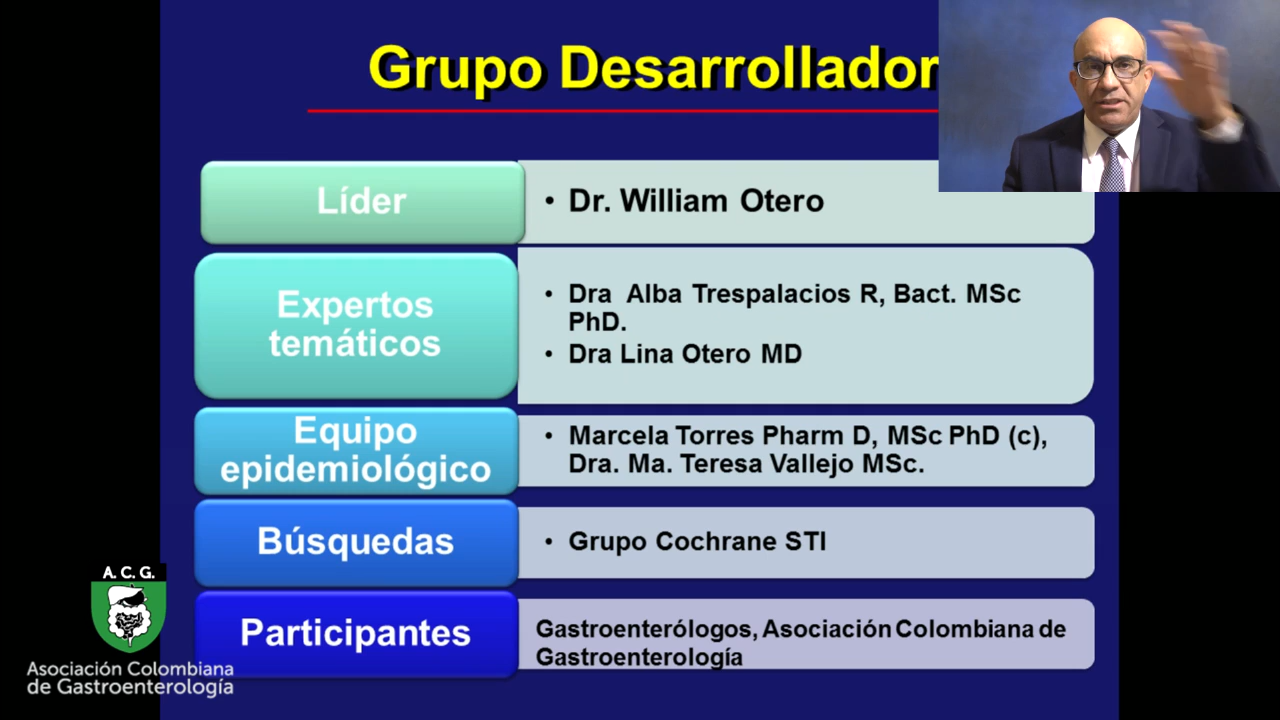 Grupo Desarrollador
Líder
• Dr. William Otero
Expertos
temáticos
• Dra Alba Trespalacios R, Bact. MSc
PhD.
• Dra Lina Otero MD
Equipo
epidemiológico
• Marcela Torres Pharm D, MSc PhD (c),
Dra. Ma. Teresa Vallejo MSc.
Búsquedas
• Grupo Cochrane STI
Participantes
Gastroenterólogos, Asociación Colombiana de
Gastroenterología
A. C. G.
Asociación Colombiana
de Gastroenterología